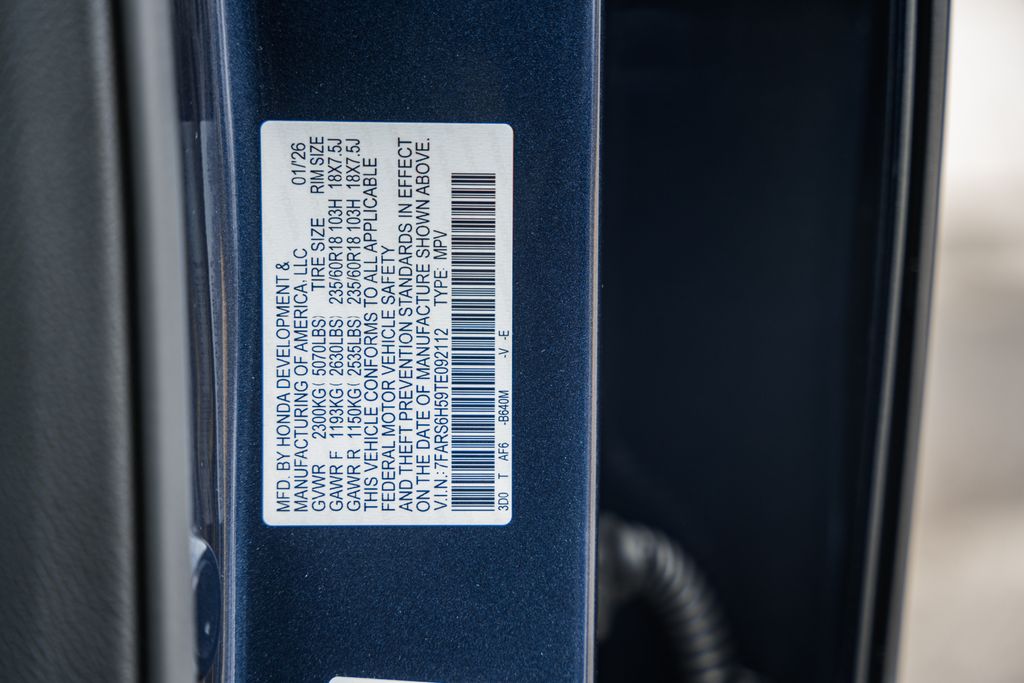 MFD. BY HONDA DEVELOPMENT &
MANUFACTURING OF AMERICA, LLC 01/'26
GVWR 2300KG( 5070LBS) TIRE SIZE RIM SIZE
GAWR F 1193KG( 2630LBS) 235/60R18 103H 18X7.5J
GAWR R 1150KG( 2535LBS) 235/60R18 103H 18X7.5J
THIS VEHICLE CONFORMS TO ALL APPLICABLE
FEDERAL MOTOR VEHICLE SAFETY
AND THEFT PREVENTION STANDARDS IN EFFECT
ON THE DATE OF MANUFACTURE SHOWN ABOVE.
V.I.N.:7FARS6H59TE092112 TYPE: MPV
3D0 T AF6 -B640M -V -E